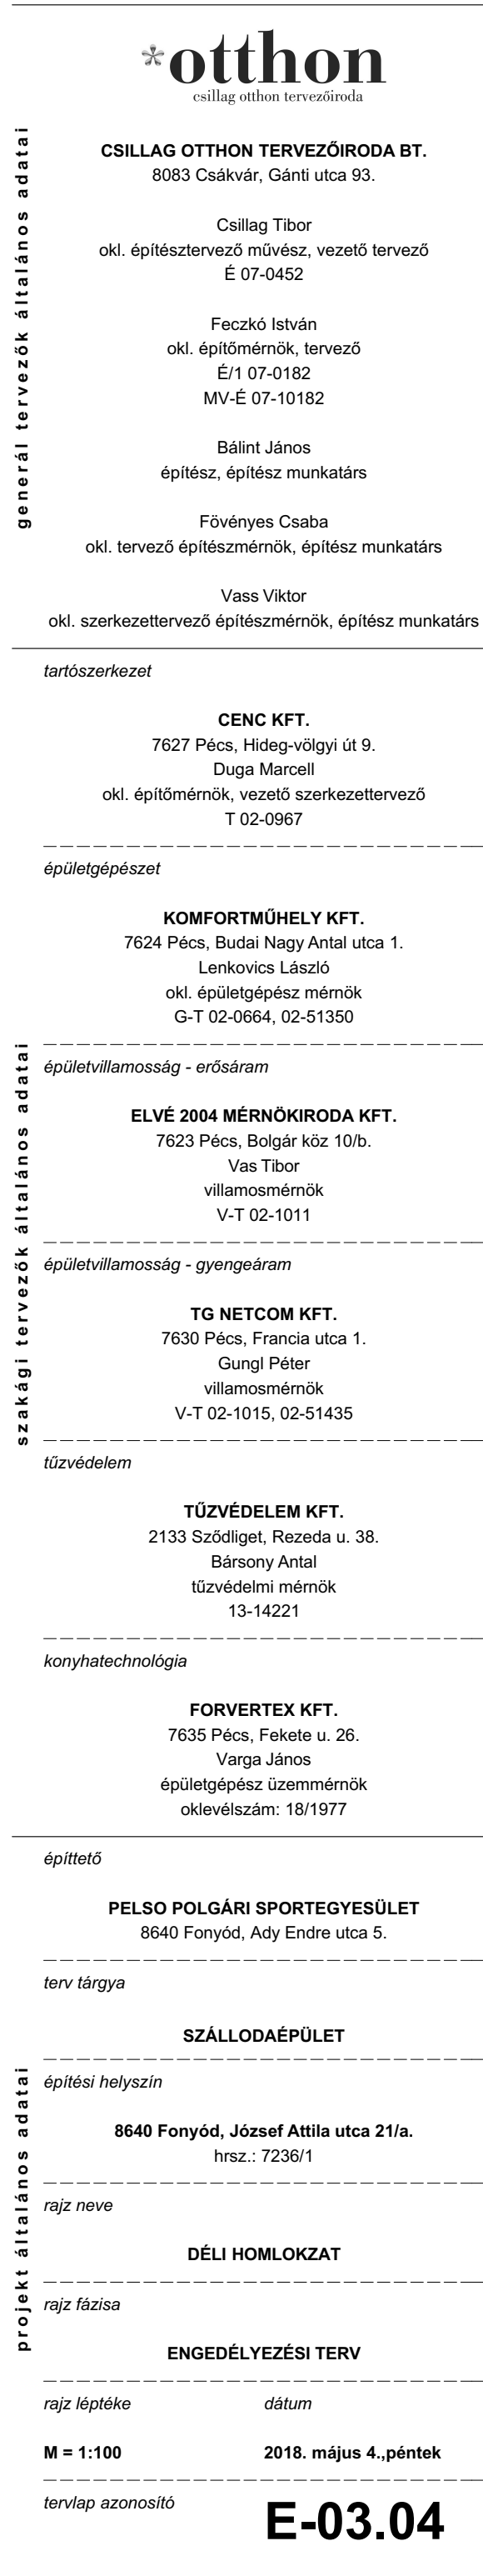 *otthon
csillag otthon tervezőiroda
generál tervezők általános adatai
CSILLAG OTTHON TERVEZŐIRODA BT.
8083 Csákvár, Gánti utca 93.
Csillag Tibor
okl. építésztervező művész, vezető tervező
É 07-0452
Feczkó István
okl. építőmérnök, tervező
É/1 07-0182
MV-É 07-10182
Bálint János
építész, építész munkatárs
Fövényes Csaba
okl. tervező építészmérnök, építész munkatárs
Vass Viktor
okl. szerkezettervező építészmérnök, építész munkatárs
szakági tervezők általános adatai
tartószerkezet
CENC KFT.
7627 Pécs, Hideg-völgyi út 9.
Duga Marcell
okl. építőmérnök, vezető szerkezettervező
T 02-0967
épületgépészet
KOMFORTMŰHELY KFT.
7624 Pécs, Budai Nagy Antal utca 1.
Lenkovics László
okl. épületgépész mérnök
G-T 02-0664, 02-51350
épületvillamosság - erősáram
ELVÉ 2004 MÉRNÖKIRODA KFT.
7623 Pécs, Bolgár köz 10/b.
Vas Tibor
villamosmérnök
V-T 02-1011
épületvillamosság - gyengeáram
TG NETCOM KFT.
7630 Pécs, Francia utca 1.
Gungl Péter
villamosmérnök
V-T 02-1015, 02-51435
tűzvédelem
TŰZVÉDELEM KFT.
2133 Sződliget, Rezeda u. 38.
Bársony Antal
tűzvédelmi mérnök
13-14221
konyhatechnológia
FORVERTEX KFT.
7635 Pécs, Fekete u. 26.
Varga János
épületgépész üzemmérnök
oklevélszám: 18/1977
projekt általános adatai
építtető
PELSO POLGÁRI SPORTEGYESÜLET
8640 Fonyód, Ady Endre utca 5.
terv tárgya
SZÁLLODAÉPÜLET
építési helyszín
8640 Fonyód, József Attila utca 21/a.
hrsz.: 7236/1
rajz neve
DÉLI HOMLOKZAT
rajz fázisa
ENGEDÉLYEZÉSI TERV
rajz léptéke dátum
M = 1:100 2018. május 4.,péntek
tervlap azonosító E-03.04